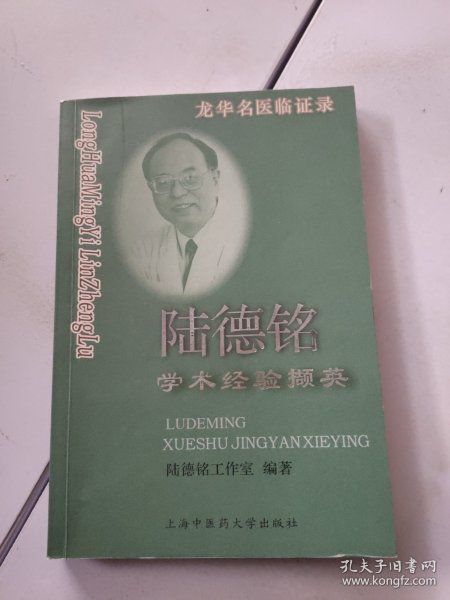 龙华名医临证录
LongHuaMingYi LinZhengLu
陆德铭
学术经验撷英
LUDEMING
XUESHU JINGYAN XIEYING
陆德铭工作室 编著
上海中医药大学出版社
孔夫子旧书网
www.kongfz.com